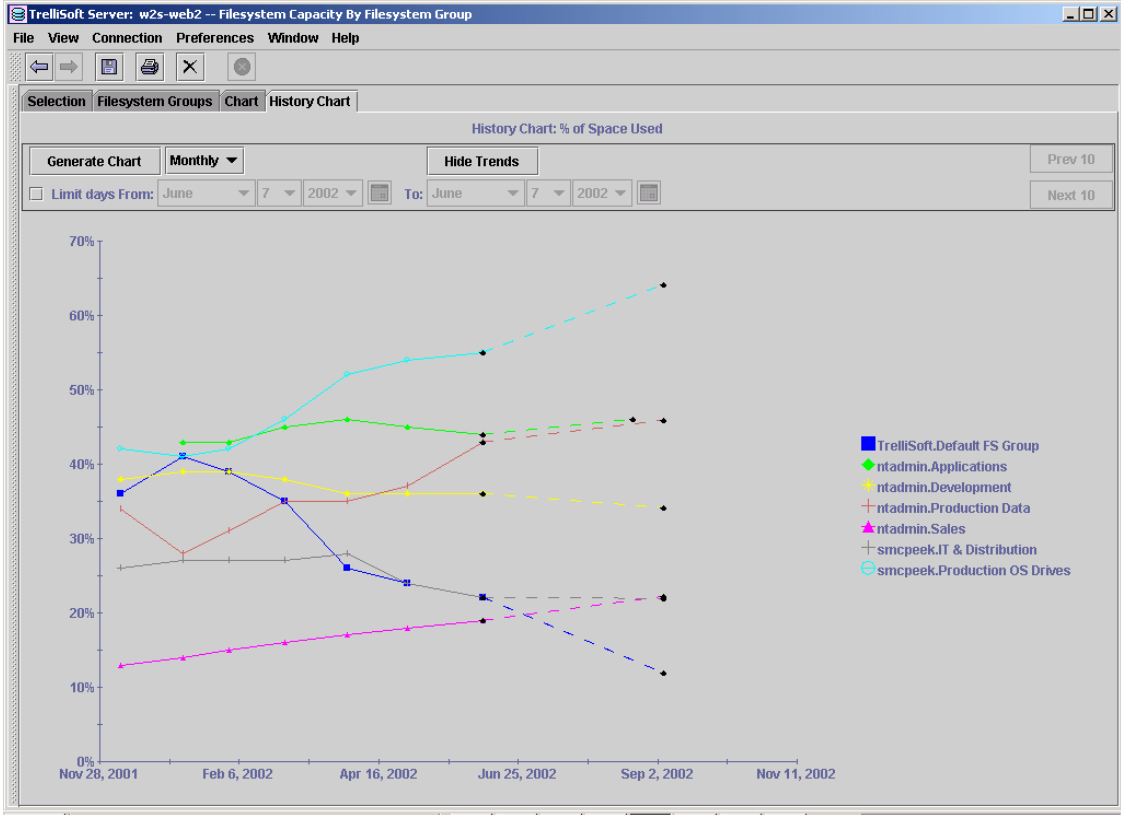 TrelliSoft Server: w2s-web2 -- Filesystem Capacity By Filesystem Group
File View Connection Preferences Window Help
Selection Filesystem Groups Chart History Chart
History Chart: % of Space Used
Generate Chart Monthly Hide Trends Prev 10
Limit days From: June 7 2002 To: June 7 2002 Next 10
70%
60%
50%
40%
30%
20%
10%
0%
TrelliSoft.Default FS Group
ntadmin.Applications
ntadmin.Development
ntadmin.Production Data
ntadmin.Sales
smcpeek.IT & Distribution
smcpeek.Production OS Drives
Nov 28, 2001 Feb 6, 2002 Apr 16, 2002 Jun 25, 2002 Sep 2, 2002 Nov 11, 2002